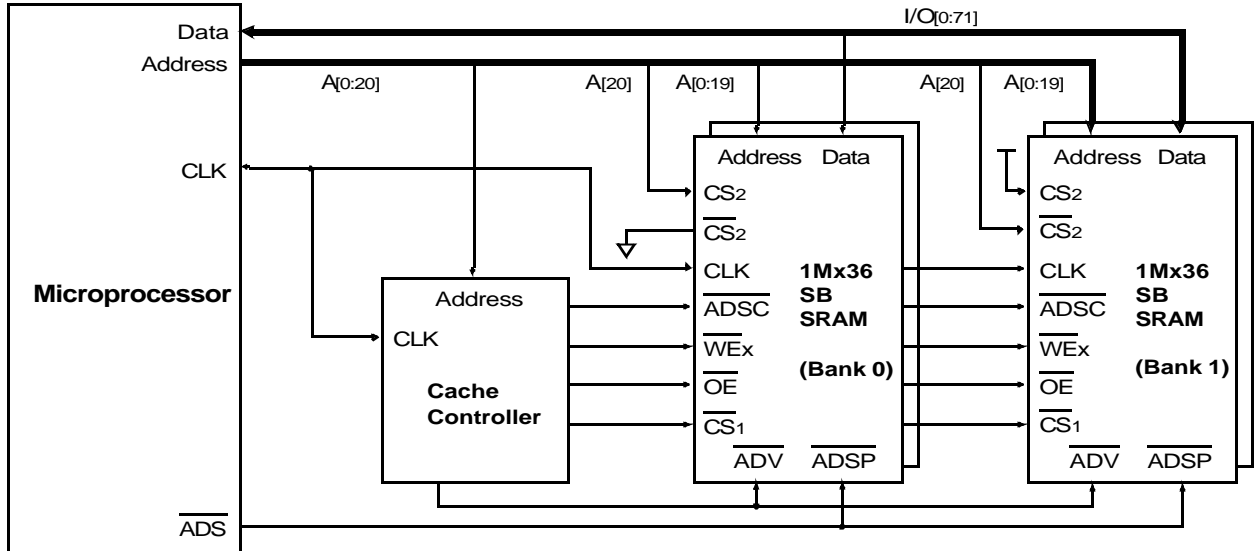 I/O[0:71]
Data
Address
A[0:20]
A[20]
A[0:19]
A[20]
A[0:19]
CLK
Microprocessor
ADS
Address
CLK
Cache
Controller
Address Data
CS2
CS2
CLK
ADSC
WEx
OE
CS1
ADV ADSP
1Mx36
SB
SRAM
(Bank 0)
Address Data
CS2
CS2
CLK
ADSC
WEx
OE
CS1
ADV ADSP
1Mx36
SB
SRAM
(Bank 1)